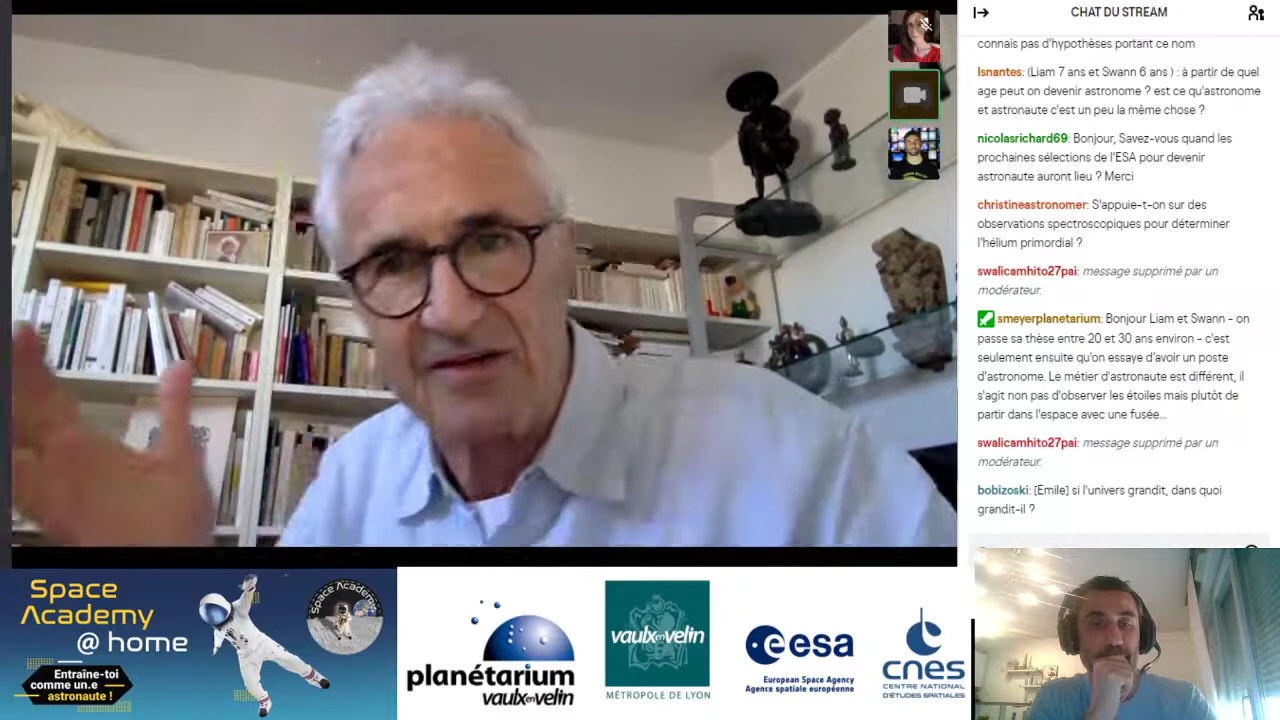 CHAT DU STREAM
connais pas d'hypothèses portant ce nom
lsnantes: (Liam 7 ans et Swann 6 ans ) : à partir de quel
age peut on devenir astronome ? est ce qu'astronome
et astronaute c'est un peu la même chose ?
nicolasrichard69: Bonjour, Savez-vous quand les
prochaines sélections de l'ESA pour devenir
astronaute auront lieu ? Merci
christineastronomer: S'appuie-t-on sur des
observations spectroscopiques pour déterminer
l'hélium primordial ?
swalicamhito27pai: message supprimé par un
modérateur.
smeyerplanetarium: Bonjour Liam et Swann - on
passe sa thèse entre 20 et 30 ans environ - c'est
seulement ensuite qu'on essaye d'avoir un poste
d'astronome. Le métier d'astronaute est différent, il
s'agit non pas d'observer les étoiles mais plutôt de
partir dans l'espace avec une fusée...
swalicamhito27pai: message supprimé par un
modérateur.
bobizoski: [Emile] si l'univers grandit, dans quoi
grandit-il ?
Space
Academy
@ home
Entraîne-toi
comme un.e
astronaute !
Space Academy
planétarium
vaulx en velin
vaulx en velin
MÉTROPOLE DE LYON
esa
European Space Agency
Agence spatiale européenne
cnes
CENTRE NATIONAL
D'ÉTUDES SPATIALES